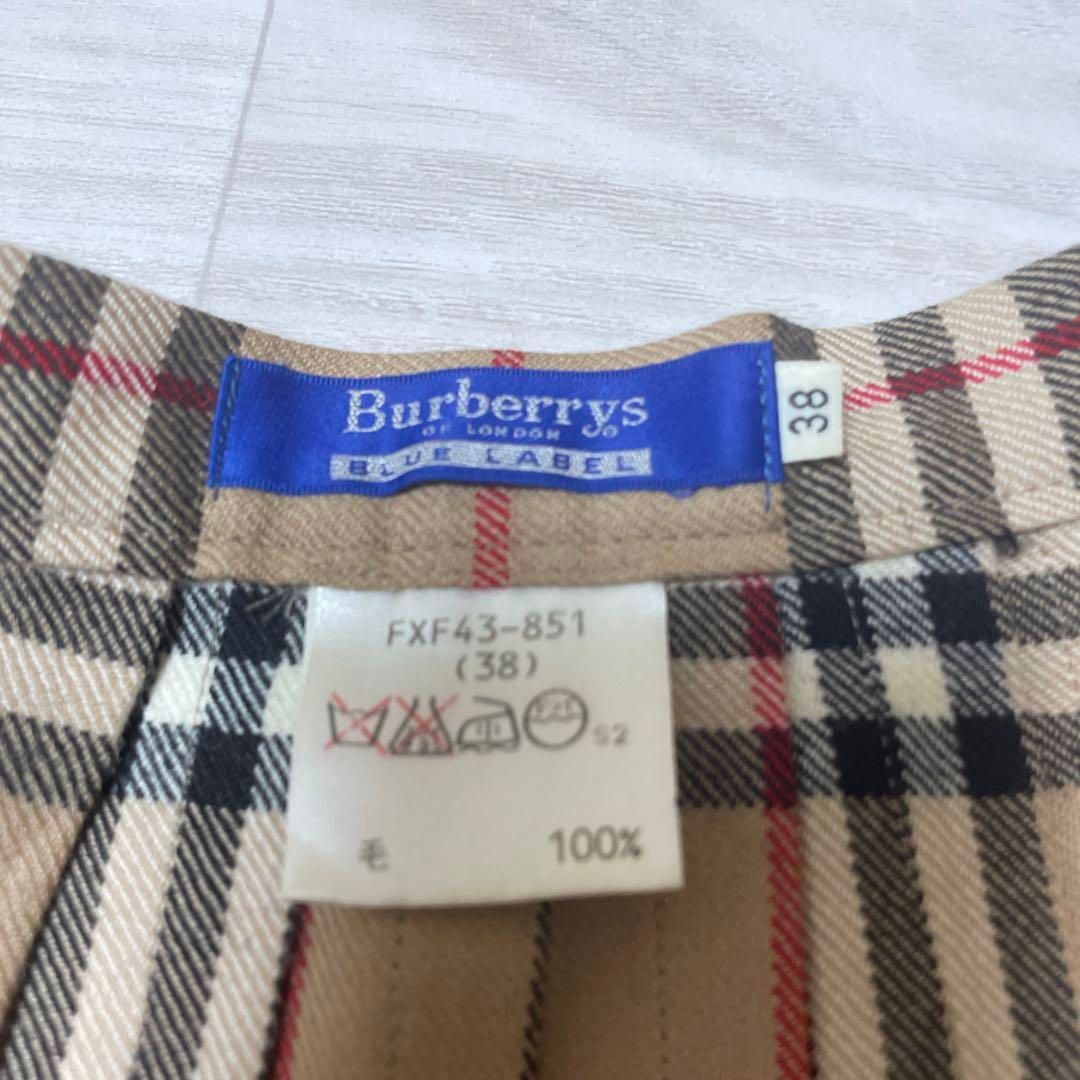 Burberrys
OF LONDON
BLUE LABEL
38
FXF43-851
(38)
毛 100%